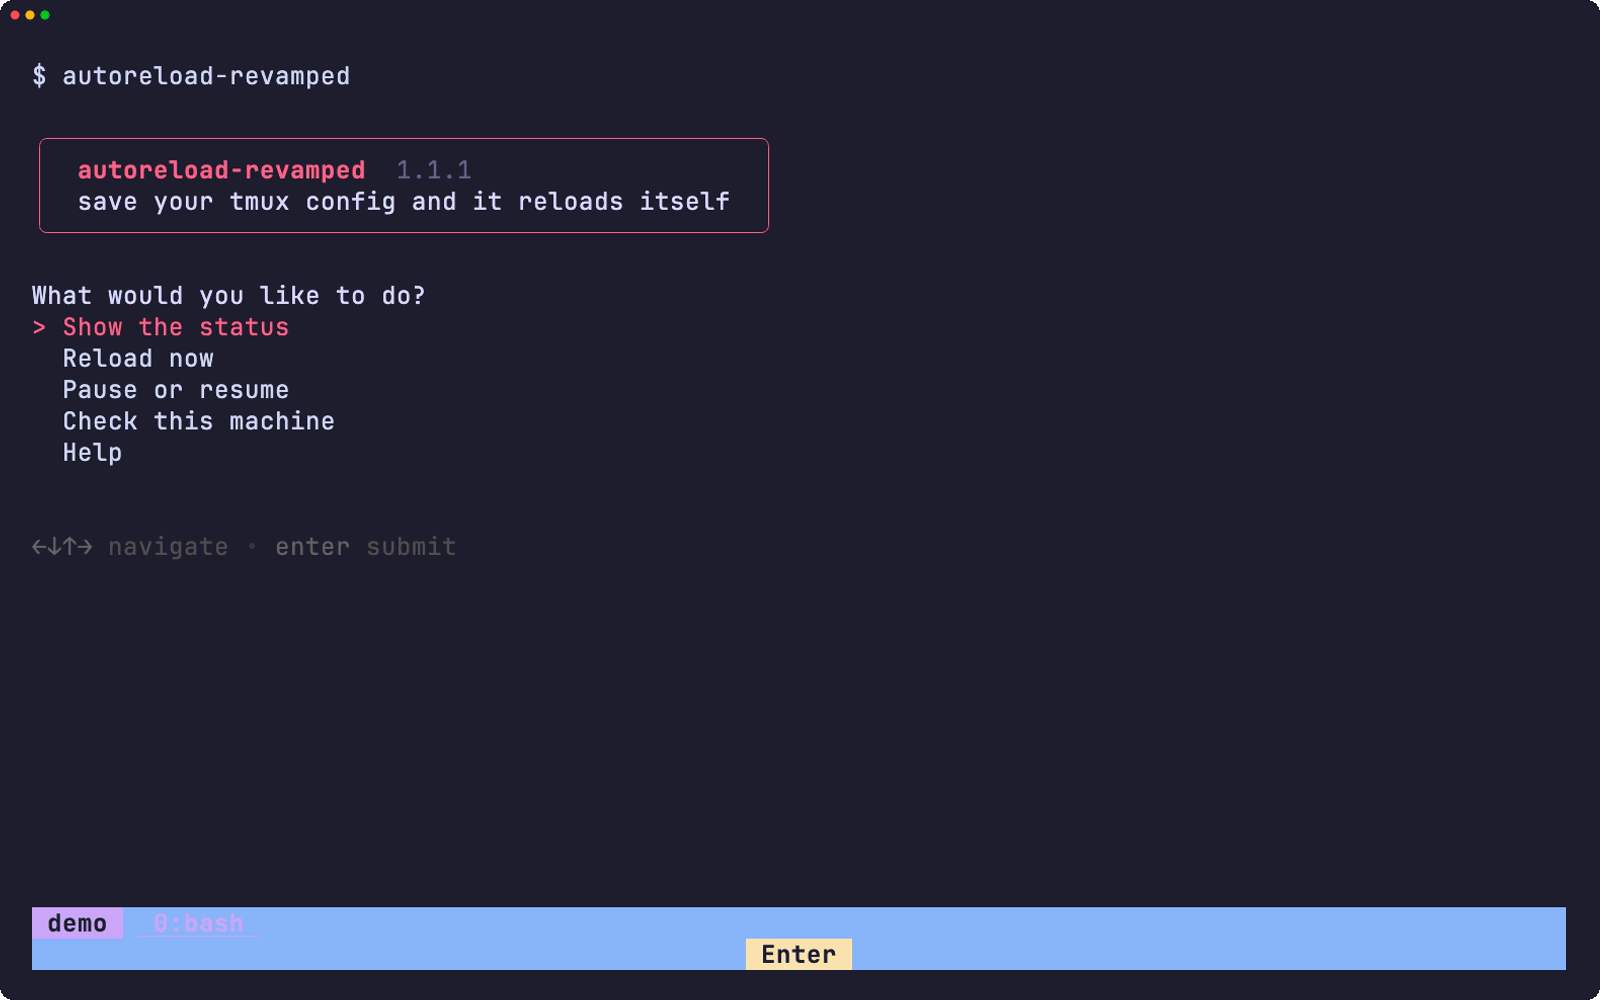 $ autoreload-revamped
autoreload-revamped 1.1.1
save your tmux config and it reloads itself
What would you like to do?
> Show the status
Reload now
Pause or resume
Check this machine
Help
←↓↑→ navigate • enter submit
demo 0:bash
Enter